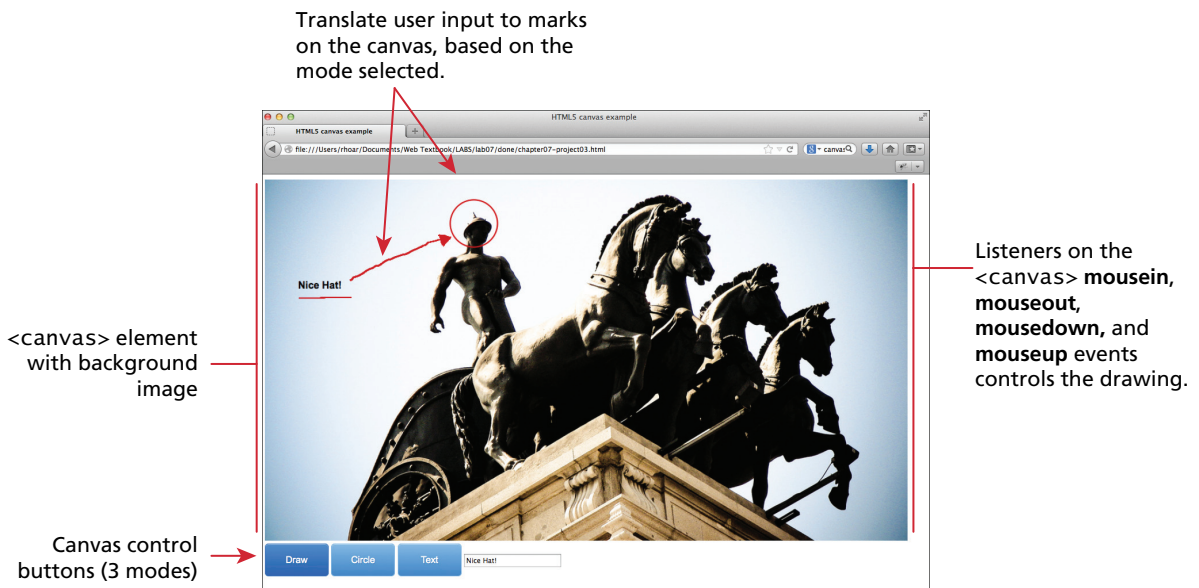 Translate user input to marks
on the canvas, based on the
mode selected.
HTML5 canvas example
HTML5 canvas example
file:///Users/rhoar/Documents/Web Textbook/LABS/lab07/done/chapter07-project03.html
canvas
Nice Hat!
<canvas> element
with background
image
Listeners on the
<canvas> mousein,
mouseout,
mousedown, and
mouseup events
controls the drawing.
Canvas control
buttons (3 modes)
Draw Circle Text Nice Hat!